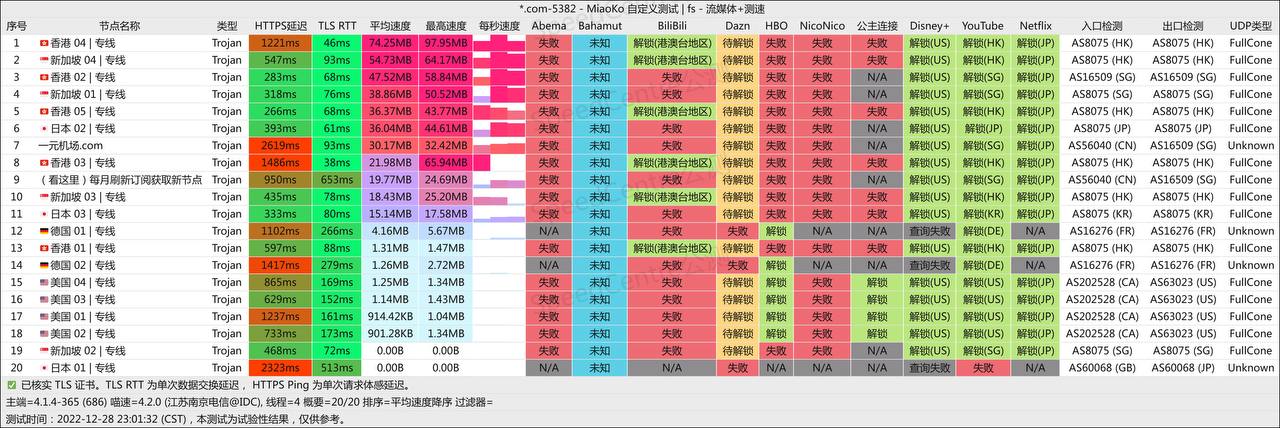 *.com-5382 - MiaoKo 自定义测试 | fs - 流媒体+测速
序号 节点名称 类型 HTTPS延迟 TLS RTT 平均速度 最高速度 每秒速度 Abema Bahamut BiliBili Dazn HBO NicoNico 公主连接 Disney+ YouTube Netflix 入口检测 出口检测 UDP类型
1 香港 04 | 专线 Trojan 1221ms 46ms 74.25MB 97.95MB 失败 未知 解锁(港澳台地区) 待解锁 失败 失败 失败 解锁(US) 解锁(HK) 解锁(JP) AS8075 (HK) AS8075 (HK) FullCone
2 新加坡 04 | 专线 Trojan 547ms 93ms 54.73MB 64.17MB 失败 未知 解锁(港澳台地区) 待解锁 失败 失败 失败 解锁(US) 解锁(HK) 解锁(JP) AS8075 (HK) AS8075 (HK) FullCone
3 香港 02 | 专线 Trojan 283ms 68ms 47.52MB 58.84MB 失败 未知 失败 待解锁 失败 失败 N/A 解锁(US) 解锁(SG) 解锁(JP) AS16509 (SG) AS16509 (SG) FullCone
4 新加坡 01 | 专线 Trojan 318ms 76ms 38.86MB 50.52MB 失败 未知 失败 待解锁 失败 失败 N/A 解锁(US) 解锁(SG) 解锁(JP) AS8075 (SG) AS8075 (SG) FullCone
5 香港 05 | 专线 Trojan 266ms 68ms 36.37MB 43.77MB 失败 未知 解锁(港澳台地区) 待解锁 失败 失败 失败 解锁(US) 解锁(HK) 解锁(JP) AS8075 (HK) AS8075 (HK) FullCone
6 日本 02 | 专线 Trojan 393ms 61ms 36.04MB 44.61MB 失败 未知 失败 待解锁 失败 失败 N/A 解锁(US) 解锁(JP) 解锁(JP) AS8075 (JP) AS8075 (JP) FullCone
7 一元机场.com Trojan 2619ms 93ms 30.17MB 32.42MB 失败 未知 失败 待解锁 失败 失败 N/A 解锁(US) 解锁(SG) 解锁(JP) AS56040 (CN) AS16509 (SG) Unknown
8 香港 03 | 专线 Trojan 1486ms 38ms 21.98MB 65.94MB 失败 未知 解锁(港澳台地区) 待解锁 失败 失败 失败 解锁(US) 解锁(HK) 解锁(JP) AS8075 (HK) AS8075 (HK) FullCone
9 ( 看这里 ) 每月刷新订阅获取新节点 Trojan 950ms 653ms 19.77MB 24.69MB 失败 未知 失败 待解锁 失败 失败 N/A 解锁(US) 解锁(SG) 解锁(JP) AS56040 (CN) AS16509 (SG) Unknown
10 新加坡 03 | 专线 Trojan 435ms 78ms 18.43MB 25.20MB 失败 未知 解锁(港澳台地区) 待解锁 失败 失败 失败 解锁(US) 解锁(HK) 解锁(JP) AS8075 (HK) AS8075 (HK) FullCone
11 日本 03 | 专线 Trojan 333ms 80ms 15.14MB 17.58MB 失败 未知 失败 待解锁 失败 失败 失败 解锁(US) 解锁(KR) 解锁(JP) AS8075 (KR) AS8075 (KR) FullCone
12 德国 01 | 专线 Trojan 1102ms 266ms 4.16MB 5.67MB N/A 未知 失败 失败 解锁 N/A N/A 查询失败 解锁(DE) N/A AS16276 (FR) AS16276 (FR) Unknown
13 香港 01 | 专线 Trojan 597ms 88ms 1.31MB 1.47MB 失败 未知 解锁(港澳台地区) 待解锁 失败 失败 失败 解锁(US) 解锁(HK) 解锁(JP) AS8075 (HK) AS8075 (HK) FullCone
14 德国 02 | 专线 Trojan 1417ms 279ms 1.26MB 2.72MB N/A 未知 失败 失败 解锁 N/A N/A 查询失败 解锁(DE) N/A AS16276 (FR) AS16276 (FR) Unknown
15 美国 04 | 专线 Trojan 865ms 169ms 1.25MB 1.34MB 失败 未知 失败 待解锁 失败 失败 解锁 解锁(US) 解锁(US) 解锁(JP) AS202528 (CA) AS63023 (US) FullCone
16 美国 03 | 专线 Trojan 629ms 152ms 1.14MB 1.43MB 失败 未知 失败 待解锁 失败 失败 解锁 解锁(US) 解锁(US) 解锁(JP) AS202528 (CA) AS63023 (US) FullCone
17 美国 01 | 专线 Trojan 1237ms 161ms 914.42KB 1.04MB 失败 未知 失败 待解锁 失败 失败 解锁 解锁(US) 解锁(US) 解锁(JP) AS202528 (CA) AS63023 (US) FullCone
18 美国 02 | 专线 Trojan 733ms 173ms 901.28KB 1.34MB 失败 未知 失败 待解锁 失败 失败 解锁 解锁(US) 解锁(US) 解锁(JP) AS202528 (CA) AS63023 (US) FullCone
19 新加坡 02 | 专线 Trojan 468ms 72ms 0.00B 0.00B 失败 未知 失败 待解锁 失败 失败 N/A 解锁(US) 解锁(SG) 解锁(JP) AS8075 (SG) AS8075 (SG) FullCone
20 日本 01 | 专线 Trojan 2323ms 513ms 0.00B 0.00B N/A 未知 N/A 失败 失败 N/A N/A 查询失败 失败 N/A AS60068 (GB) AS60068 (JP) Unknown
已核实 TLS 证书。TLS RTT 为单次数据交换延迟， HTTPS Ping 为单次请求体感延迟。
主端=4.1.4-365 (686) 喵速=4.2.0 (江苏南京电信@IDC), 线程=4 概要=20/20 排序=平均速度降序 过滤器=
测试时间：2022-12-28 23:01:32 (CST)，本测试为试验性结果，仅供参考。